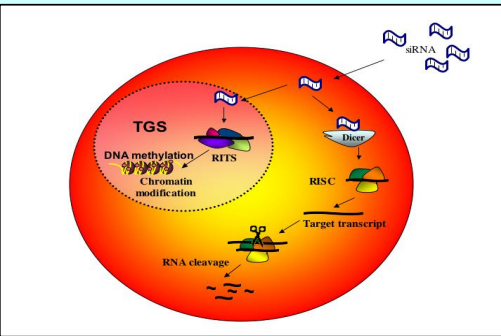 siRNA
TGS
Dicer
DNA methylation
RITS
Chromatin
modification
RISC
Target transcript
RNA cleavage